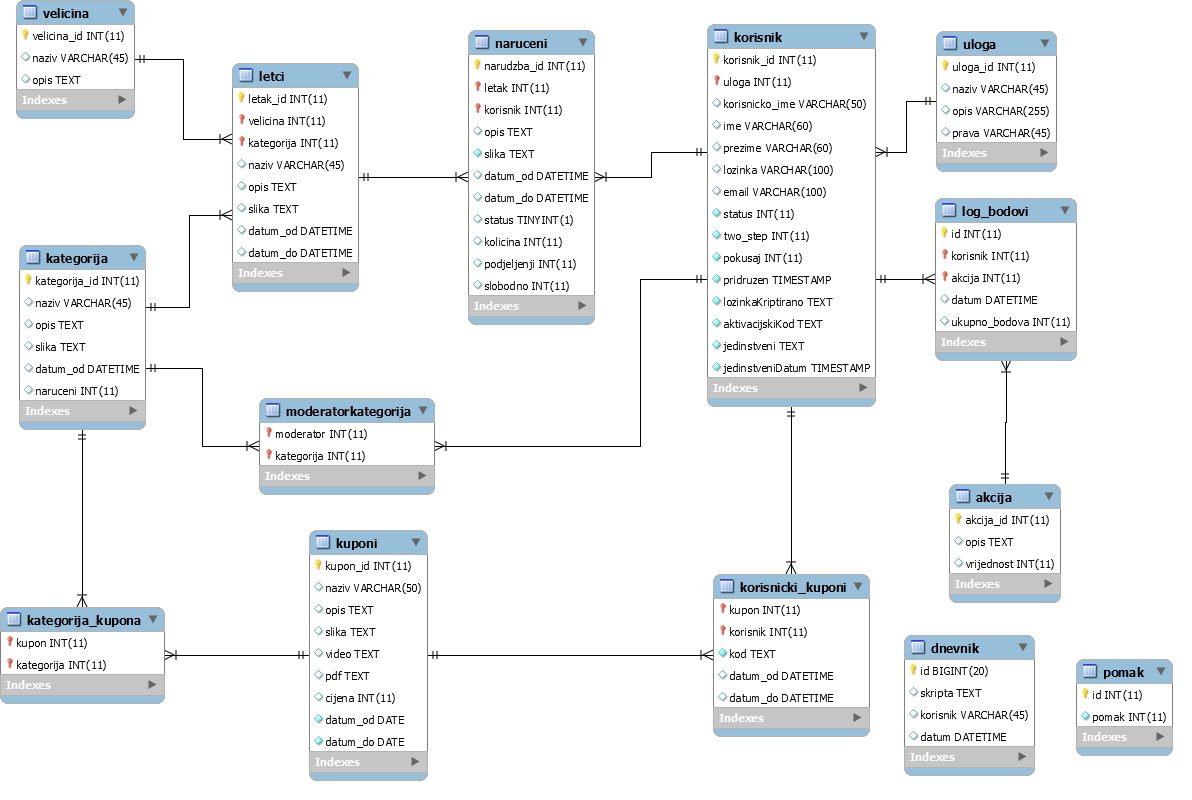 velicina
velicina_id INT(11)
naziv VARCHAR(45)
opis TEXT
Indexes
letci
letak_id INT(11)
velicina INT(11)
kategorija INT(11)
naziv VARCHAR(45)
opis TEXT
slika TEXT
datum_od DATETIME
datum_do DATETIME
Indexes
naruceni
narudzba_id INT(11)
letak INT(11)
korisnik INT(11)
opis TEXT
slika TEXT
datum_od DATETIME
datum_do DATETIME
status TINYINT(1)
kolicina INT(11)
podjeljenji INT(11)
slobodno INT(11)
Indexes
korisnik
korisnik_id INT(11)
uloga INT(11)
korisnicko_ime VARCHAR(50)
ime VARCHAR(60)
prezime VARCHAR(60)
lozinka VARCHAR(100)
email VARCHAR(100)
status INT(11)
two_step INT(11)
pokusaj INT(11)
pridruzen TIMESTAMP
lozinkaKriptirano TEXT
aktivacijskiKod TEXT
jedinstveni TEXT
jedinstveniDatum TIMESTAMP
Indexes
uloga
uloga_id INT(11)
naziv VARCHAR(45)
opis VARCHAR(255)
prava VARCHAR(45)
Indexes
log_bodovi
id INT(11)
korisnik INT(11)
akcija INT(11)
datum DATETIME
ukupno_bodova INT(11)
Indexes
kategorija
kategorija_id INT(11)
naziv VARCHAR(45)
opis TEXT
slika TEXT
datum_od DATETIME
naruceni INT(11)
Indexes
moderatorkategorija
moderator INT(11)
kategorija INT(11)
Indexes
akcija
akcija_id INT(11)
opis TEXT
vrijednost INT(11)
Indexes
kuponi
kupon_id INT(11)
naziv VARCHAR(50)
opis TEXT
slika TEXT
video TEXT
pdf TEXT
cijena INT(11)
datum_od DATE
datum_do DATE
Indexes
korisnicki_kuponi
kupon INT(11)
korisnik INT(11)
kod TEXT
datum_od DATETIME
datum_do DATETIME
Indexes
kategorija_kupona
kupon INT(11)
kategorija INT(11)
Indexes
dnevnik
id BIGINT(20)
skripta TEXT
korisnik VARCHAR(45)
datum DATETIME
Indexes
pomak
id INT(11)
pomak INT(11)
Indexes